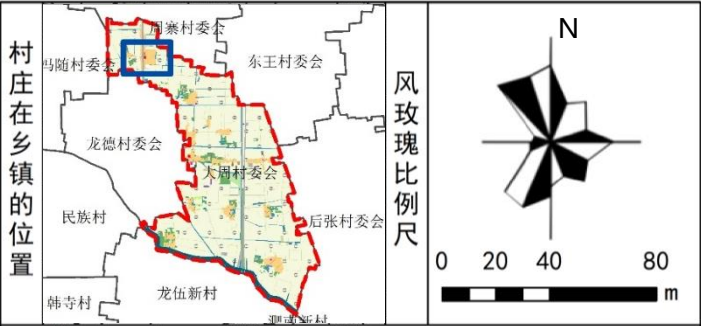 村庄在乡镇的位置
周寨村委会
冯随村委会
东王村委会
龙德村委会
大周村委会
民族村
后张村委会
韩寺村
龙伍新村
风玫瑰比例尺
N
0 20 40 80
m